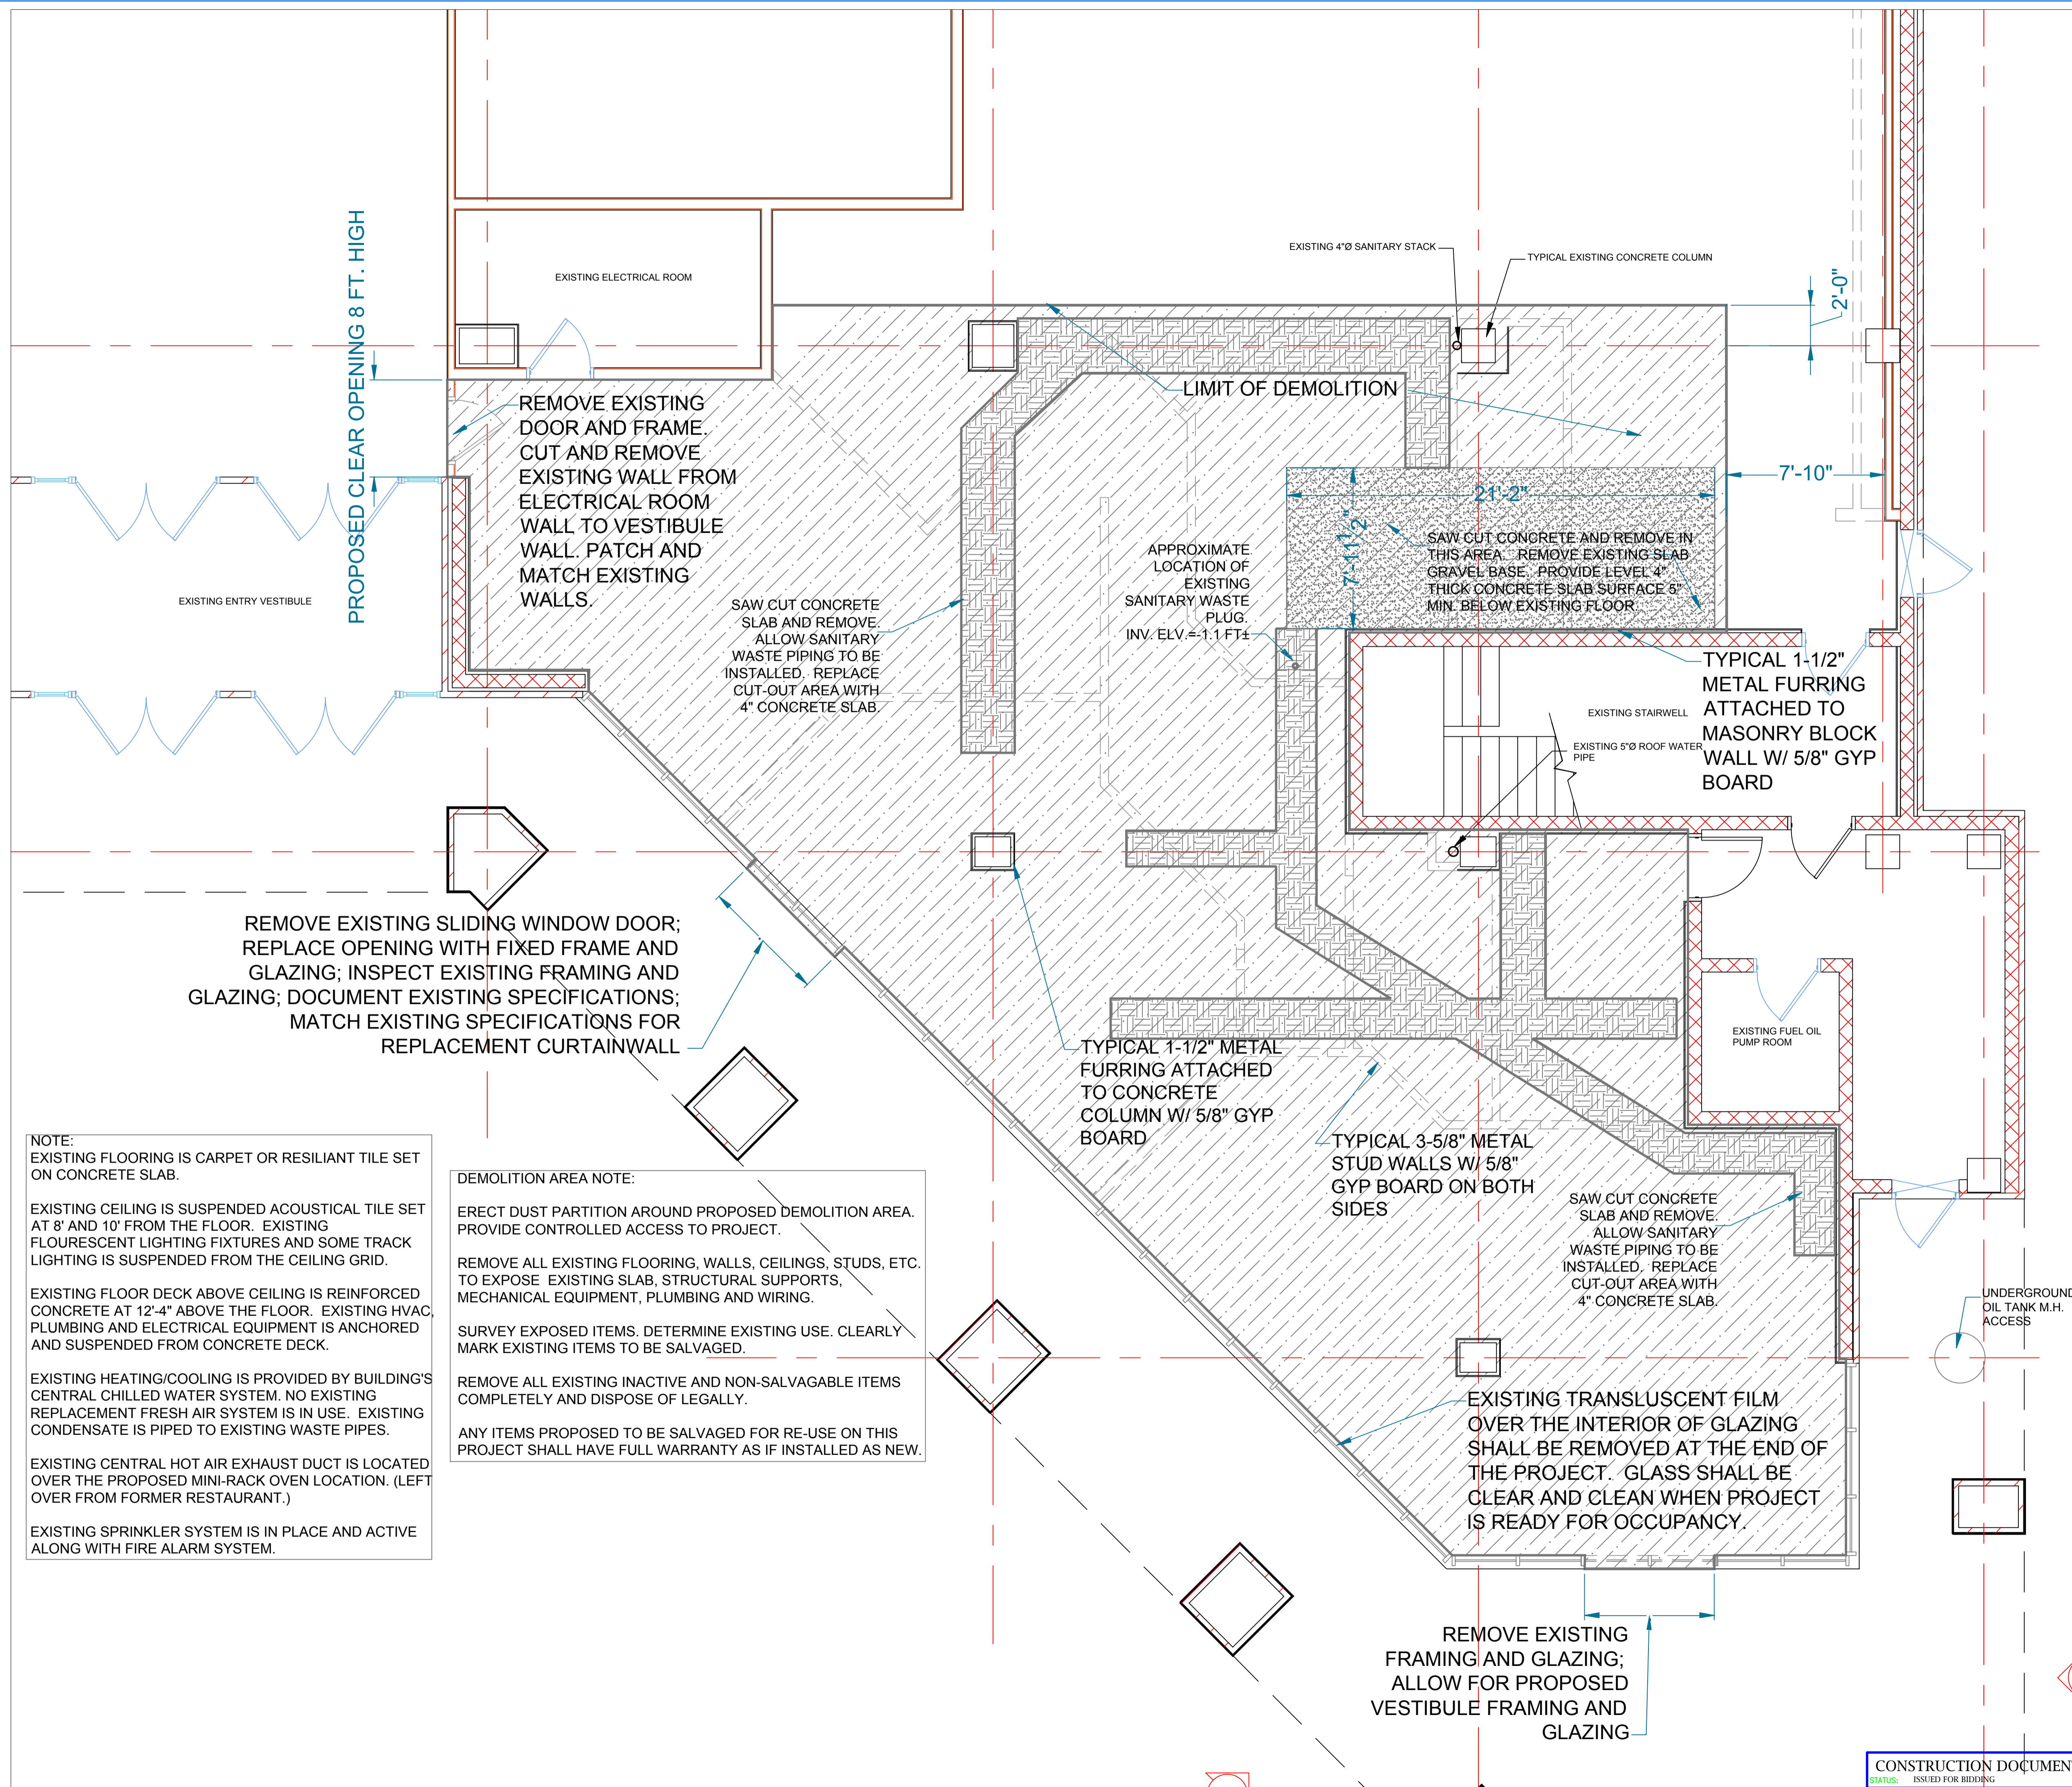 PROPOSED CLEAR OPENING 8 FT. HIGH
EXISTING ELECTRICAL ROOM
EXISTING 4"Ø SANITARY STACK
TYPICAL EXISTING CONCRETE COLUMN
2'-0"
LIMIT OF DEMOLITION
REMOVE EXISTING
DOOR AND FRAME.
CUT AND REMOVE
EXISTING WALL FROM
ELECTRICAL ROOM
WALL TO VESTIBULE
WALL. PATCH AND
MATCH EXISTING
WALLS.
7'-10"
21'-2"
7'-11 1/2"
SAW CUT CONCRETE AND REMOVE IN
THIS AREA. REMOVE EXISTING SLAB
GRAVEL BASE. PROVIDE LEVEL 4"
THICK CONCRETE SLAB SURFACE 5"
MIN. BELOW EXISTING FLOOR.
APPROXIMATE
LOCATION OF
EXISTING
SANITARY WASTE
PLUG.
INV. ELV.=-1.1 FT±
EXISTING ENTRY VESTIBULE
SAW CUT CONCRETE
SLAB AND REMOVE.
ALLOW SANITARY
WASTE PIPING TO BE
INSTALLED. REPLACE
CUT-OUT AREA WITH
4" CONCRETE SLAB.
TYPICAL 1-1/2"
METAL FURRING
ATTACHED TO
MASONRY BLOCK
WALL W/ 5/8" GYP
BOARD
EXISTING STAIRWELL
EXISTING 5"Ø ROOF WATER
PIPE
REMOVE EXISTING SLIDING WINDOW DOOR;
REPLACE OPENING WITH FIXED FRAME AND
GLAZING; INSPECT EXISTING FRAMING AND
GLAZING; DOCUMENT EXISTING SPECIFICATIONS;
MATCH EXISTING SPECIFICATIONS FOR
REPLACEMENT CURTAINWALL
EXISTING FUEL OIL
PUMP ROOM
TYPICAL 1-1/2" METAL
FURRING ATTACHED
TO CONCRETE
COLUMN W/ 5/8" GYP
BOARD
TYPICAL 3-5/8" METAL
STUD WALLS W/ 5/8"
GYP BOARD ON BOTH
SIDES
SAW CUT CONCRETE
SLAB AND REMOVE.
ALLOW SANITARY
WASTE PIPING TO BE
INSTALLED. REPLACE
CUT-OUT AREA WITH
4" CONCRETE SLAB.
UNDERGROUND
OIL TANK M.H.
ACCESS
NOTE:
EXISTING FLOORING IS CARPET OR RESILIANT TILE SET
ON CONCRETE SLAB.
EXISTING CEILING IS SUSPENDED ACOUSTICAL TILE SET
AT 8' AND 10' FROM THE FLOOR. EXISTING
FLOURESCENT LIGHTING FIXTURES AND SOME TRACK
LIGHTING IS SUSPENDED FROM THE CEILING GRID.
EXISTING FLOOR DECK ABOVE CEILING IS REINFORCED
CONCRETE AT 12'-4" ABOVE THE FLOOR. EXISTING HVAC,
PLUMBING AND ELECTRICAL EQUIPMENT IS ANCHORED
AND SUSPENDED FROM CONCRETE DECK.
EXISTING HEATING/COOLING IS PROVIDED BY BUILDING'S
CENTRAL CHILLED WATER SYSTEM. NO EXISTING
REPLACEMENT FRESH AIR SYSTEM IS IN USE. EXISTING
CONDENSATE IS PIPED TO EXISTING WASTE PIPES.
EXISTING CENTRAL HOT AIR EXHAUST DUCT IS LOCATED
OVER THE PROPOSED MINI-RACK OVEN LOCATION. (LEFT
OVER FROM FORMER RESTAURANT.)
EXISTING SPRINKLER SYSTEM IS IN PLACE AND ACTIVE
ALONG WITH FIRE ALARM SYSTEM.
DEMOLITION AREA NOTE:
ERECT DUST PARTITION AROUND PROPOSED DEMOLITION AREA.
PROVIDE CONTROLLED ACCESS TO PROJECT.
REMOVE ALL EXISTING FLOORING, WALLS, CEILINGS, STUDS, ETC.
TO EXPOSE EXISTING SLAB, STRUCTURAL SUPPORTS,
MECHANICAL EQUIPMENT, PLUMBING AND WIRING.
SURVEY EXPOSED ITEMS. DETERMINE EXISTING USE. CLEARLY
MARK EXISTING ITEMS TO BE SALVAGED.
REMOVE ALL EXISTING INACTIVE AND NON-SALVAGABLE ITEMS
COMPLETELY AND DISPOSE OF LEGALLY.
ANY ITEMS PROPOSED TO BE SALVAGED FOR RE-USE ON THIS
PROJECT SHALL HAVE FULL WARRANTY AS IF INSTALLED AS NEW.
EXISTING TRANSLUSCENT FILM
OVER THE INTERIOR OF GLAZING
SHALL BE REMOVED AT THE END OF
THE PROJECT. GLASS SHALL BE
CLEAR AND CLEAN WHEN PROJECT
IS READY FOR OCCUPANCY.
REMOVE EXISTING
FRAMING AND GLAZING;
ALLOW FOR PROPOSED
VESTIBULE FRAMING AND
GLAZING
CONSTRUCTION DOCUMEN
STATUS: ISSUED FOR BIDDING